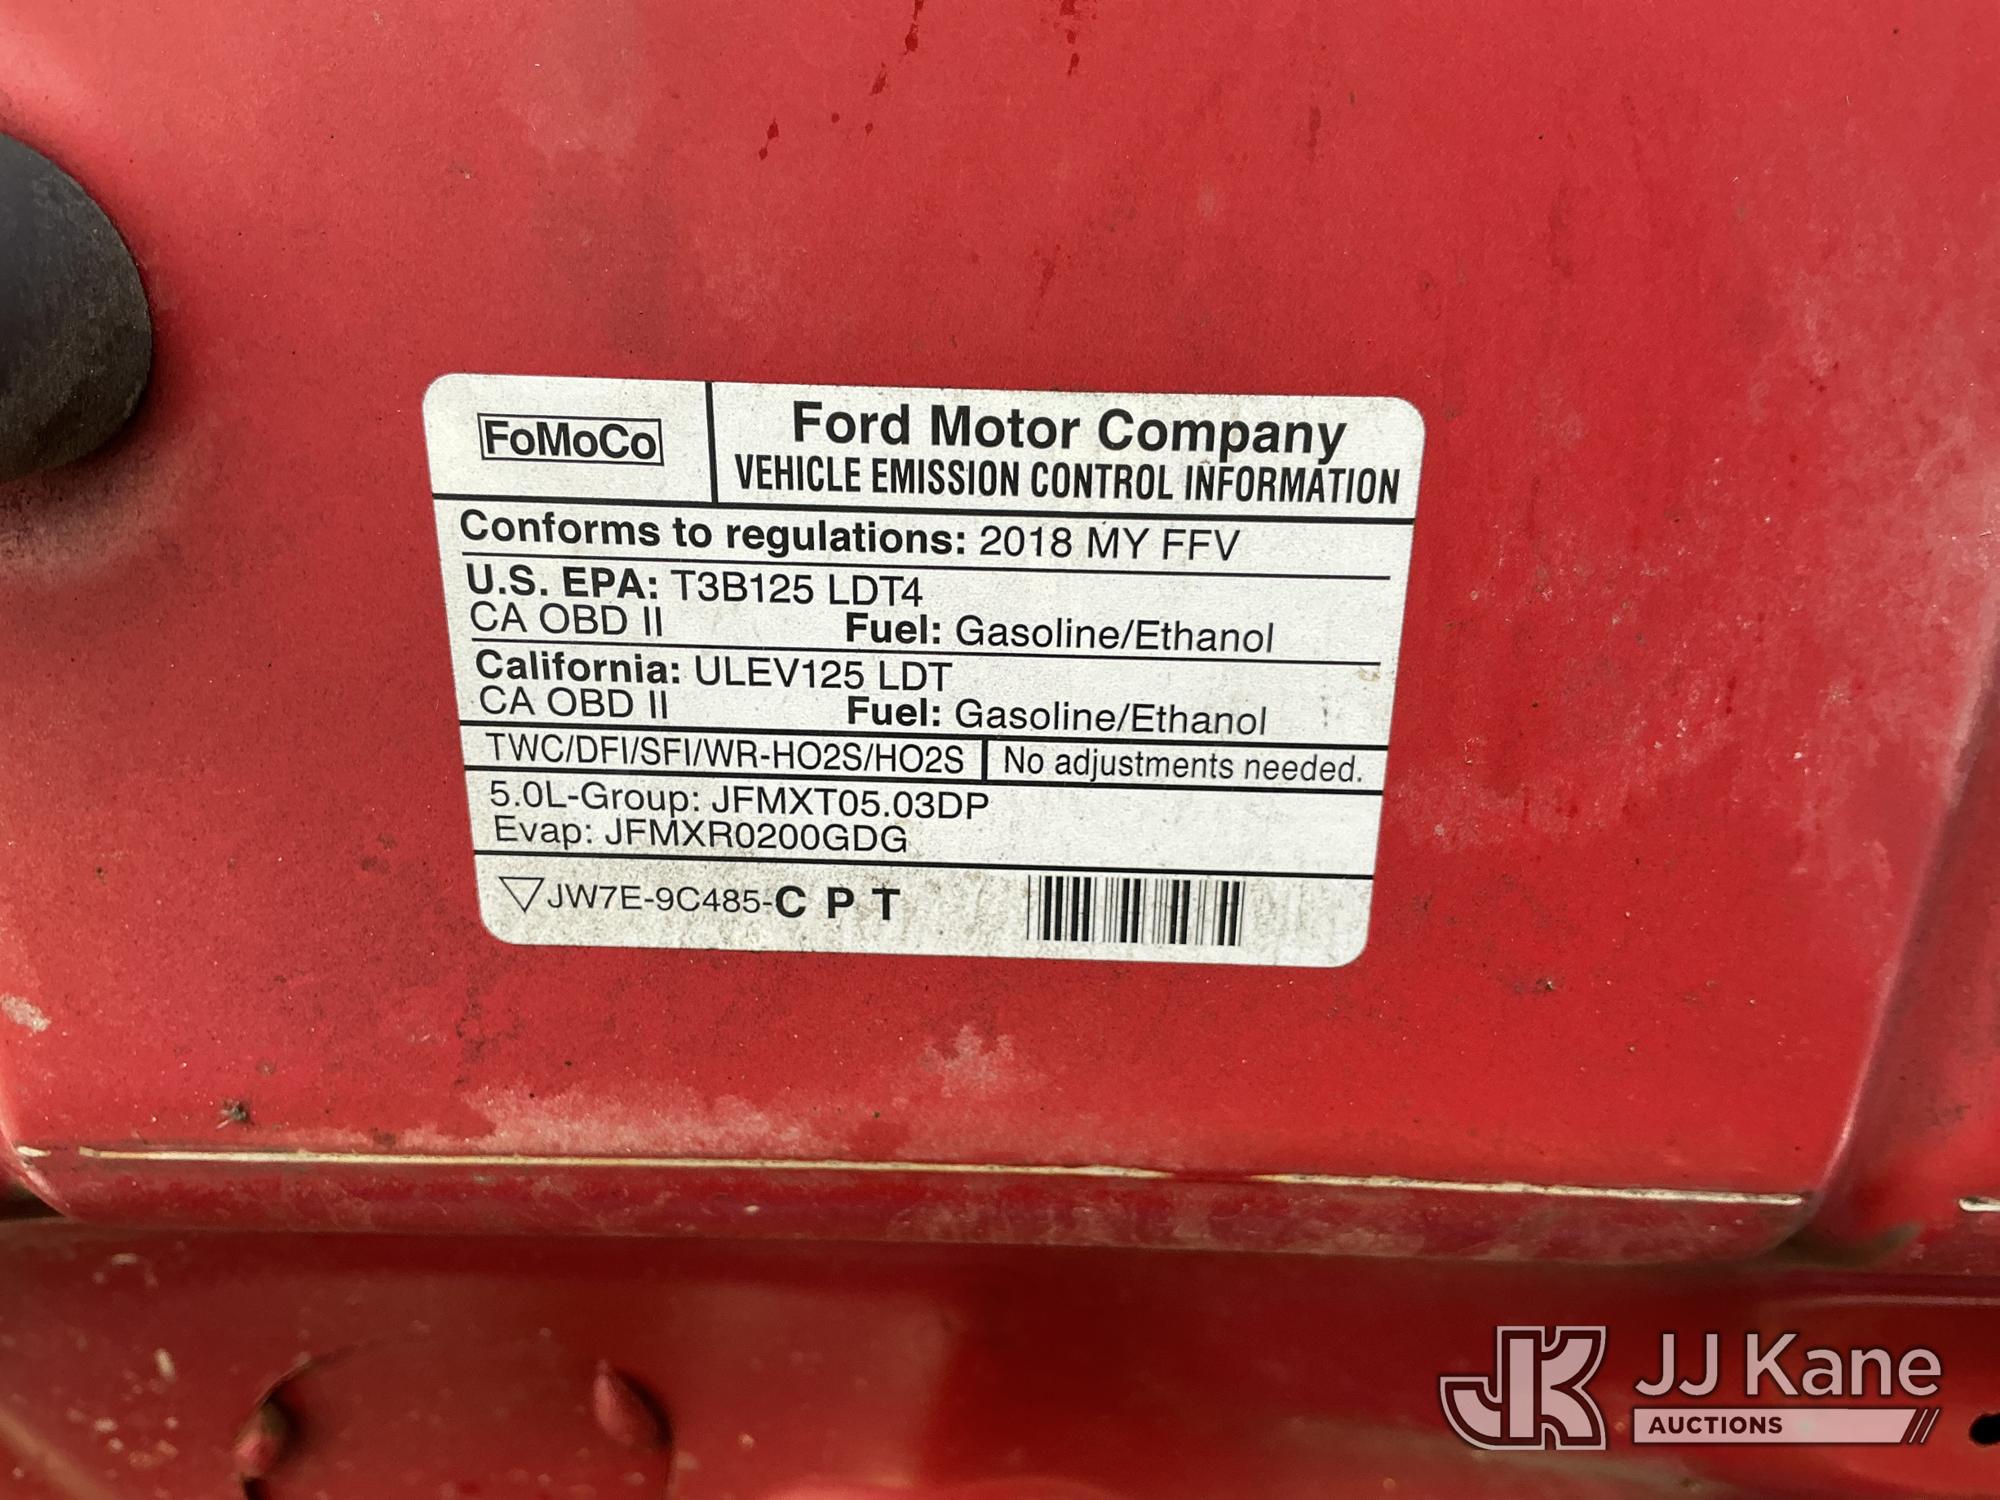 FoMoCo
Ford Motor Company
VEHICLE EMISSION CONTROL INFORMATION
Conforms to regulations: 2018 MY FFV
U.S. EPA: T3B125 LDT4
CA OBD II Fuel: Gasoline/Ethanol
California: ULEV125 LDT
CA OBD II Fuel: Gasoline/Ethanol
TWC/DFI/SFI/WR-HO2S/HO2S No adjustments needed.
5.0L-Group: JFMXT05.03DP
Evap: JFMXR0200GDG
JW7E-9C485-C P T
JK JJ Kane
AUCTIONS